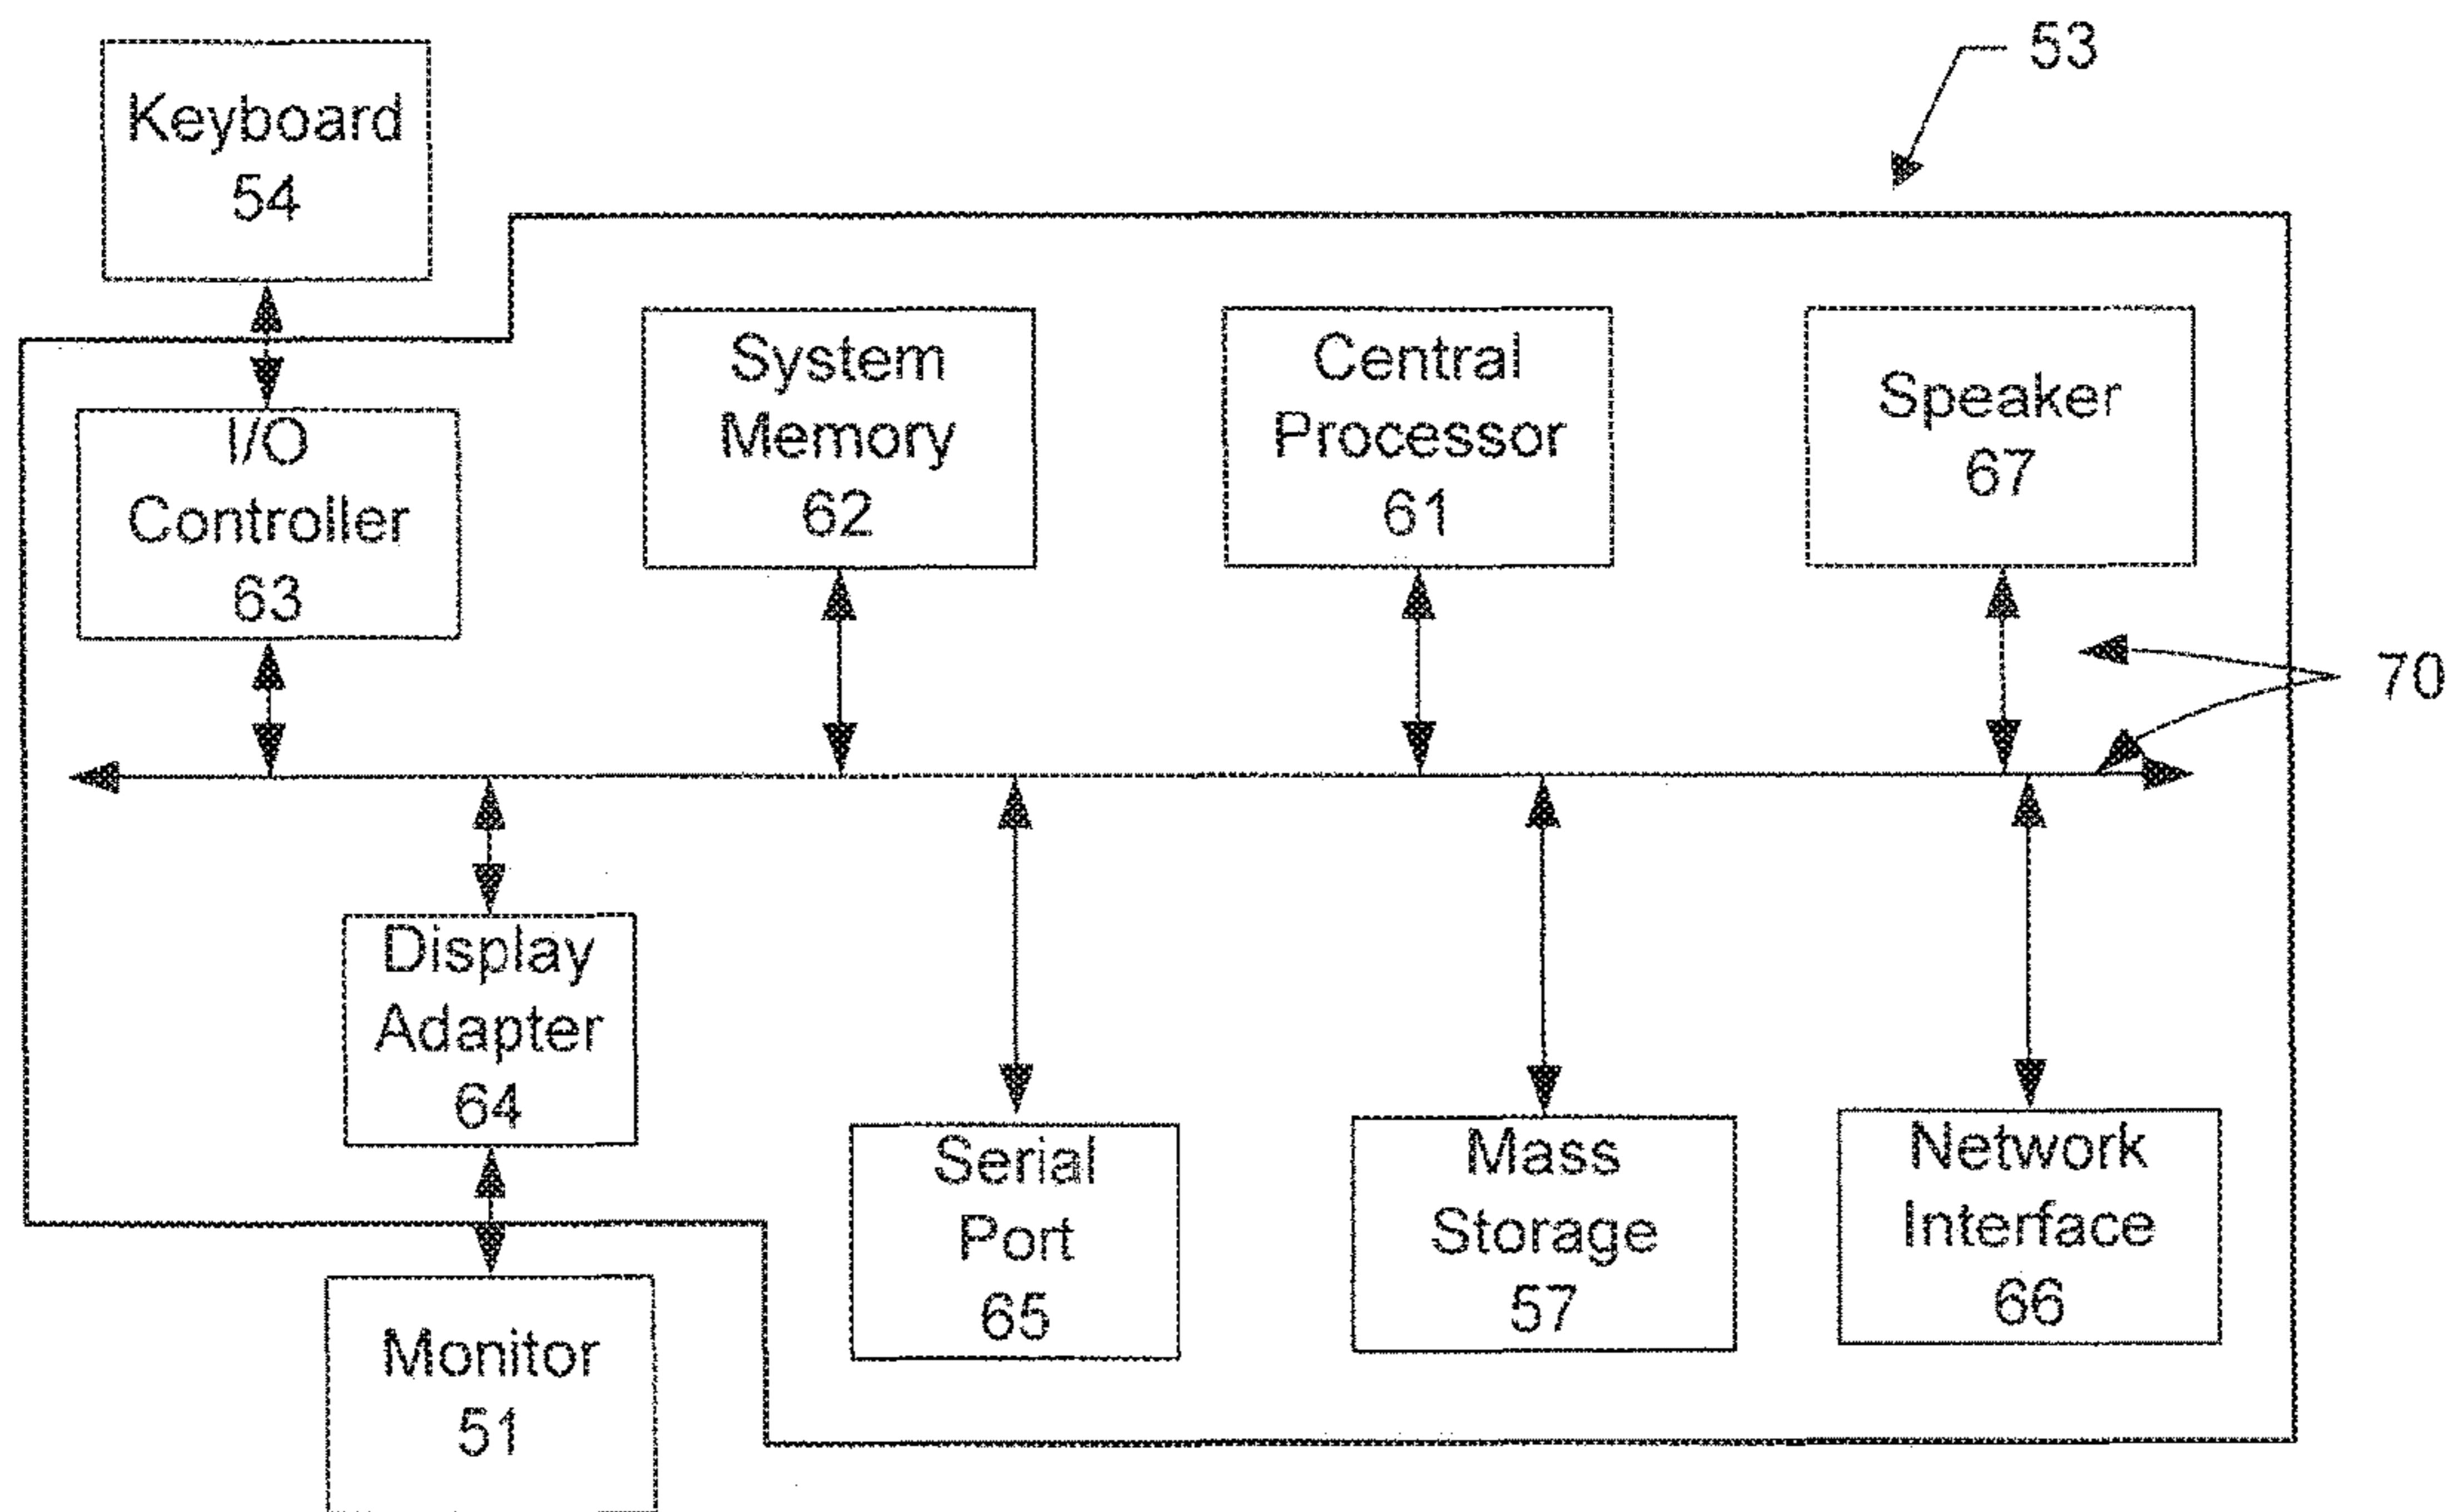 53
Keyboard
54
System
Memory
62
Central
Processor
61
Speaker
67
I/O
Controller
63
70
Display
Adapter
64
Serial
Port
65
Mass
Storage
57
Network
Interface
66
Monitor
51